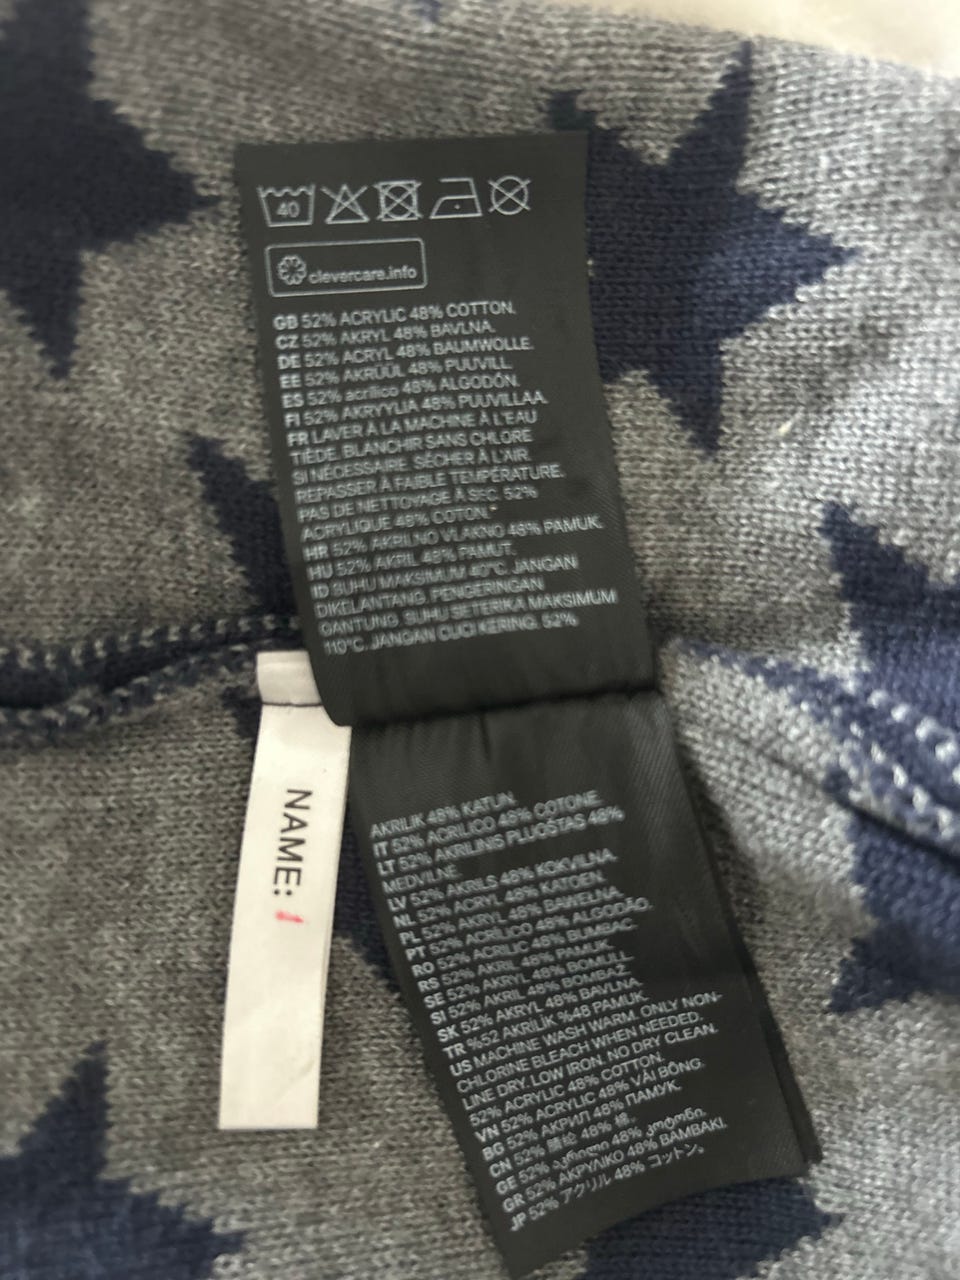 40
clevercare.info
GB 52% ACRYLIC 48% COTTON.
CZ 52% AKRYL 48% BAVLNA.
DE 52% ACRYL 48% BAUMWOLLE.
EE 52% AKRÜÜL 48% PUUVILL.
ES 52% acrílico 48% ALGODÓN.
FI 52% AKRYYLIA 48% PUUVILLAA.
FR LAVER À LA MACHINE À L'EAU
TIÈDE. BLANCHIR SANS CHLORE
SI NÉCESSAIRE. SÉCHER À L'AIR.
REPASSER À FAIBLE TEMPÉRATURE.
PAS DE NETTOYAGE À SEC. 52%
ACRYLIQUE 48% COTON.
HR 52% AKRILNO VLAKNO 48% PAMUK.
HU 52% AKRIL 48% PAMUT.
ID SUHU MAKSIMUM 40°C. JANGAN
DIKELANTANG. PENGERINGAN
GANTUNG. SUHU SETERIKA MAKSIMUM
110°C. JANGAN CUCI KERING. 52%
AKRILIK 48% KATUN.
IT 52% ACRILICO 48% COTONE.
LT 52% AKRILINIS PLUOSTAS 48%
MEDVILNĖ.
LV 52% AKRILS 48% KOKVILNA.
NL 52% ACRYL 48% KATOEN.
PL 52% AKRYL 48% BAWEŁNA.
PT 52% ACRÍLICO 48% ALGODÃO.
RO 52% ACRILIC 48% BUMBAC.
RS 52% AKRIL 48% PAMUK.
SE 52% AKRYL 48% BOMULL.
SI 52% AKRIL 48% BOMBAŽ.
SK 52% AKRYL 48% BAVLNA.
TR %52 AKRİLİK %48 PAMUK.
US MACHINE WASH WARM. ONLY NON-
CHLORINE BLEACH WHEN NEEDED.
LINE DRY. LOW IRON. NO DRY CLEAN.
52% ACRYLIC 48% COTTON.
VN 52% ACRYLIC 48% VẢI BÔNG.
BG 52% АКРИЛ 48% ПАМУК.
CN 52% 腈纶 48% 棉.
GE 52% აკრილი 48% კოტონი.
GR 52% ΑΚΡΥΛΙΚΟ 48% ΒΑΜΒΑΚΙ.
JP 52% アクリル 48% コットン。
NAME: